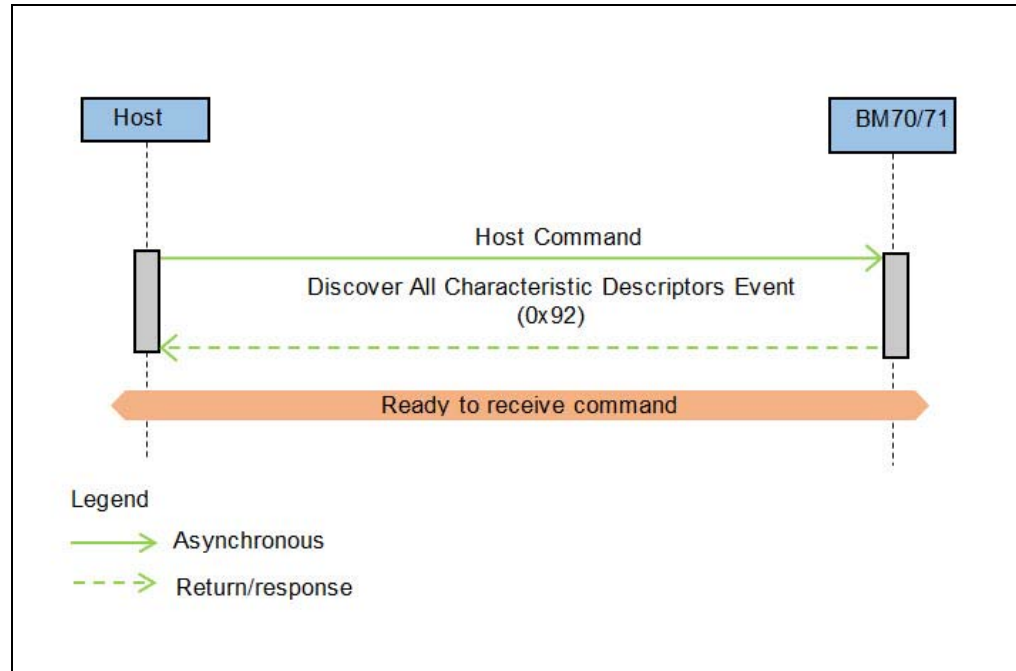 Host
BM70/71
Host Command
Discover All Characteristic Descriptors Event
(0x92)
Ready to receive command
Legend
Asynchronous
Return/response